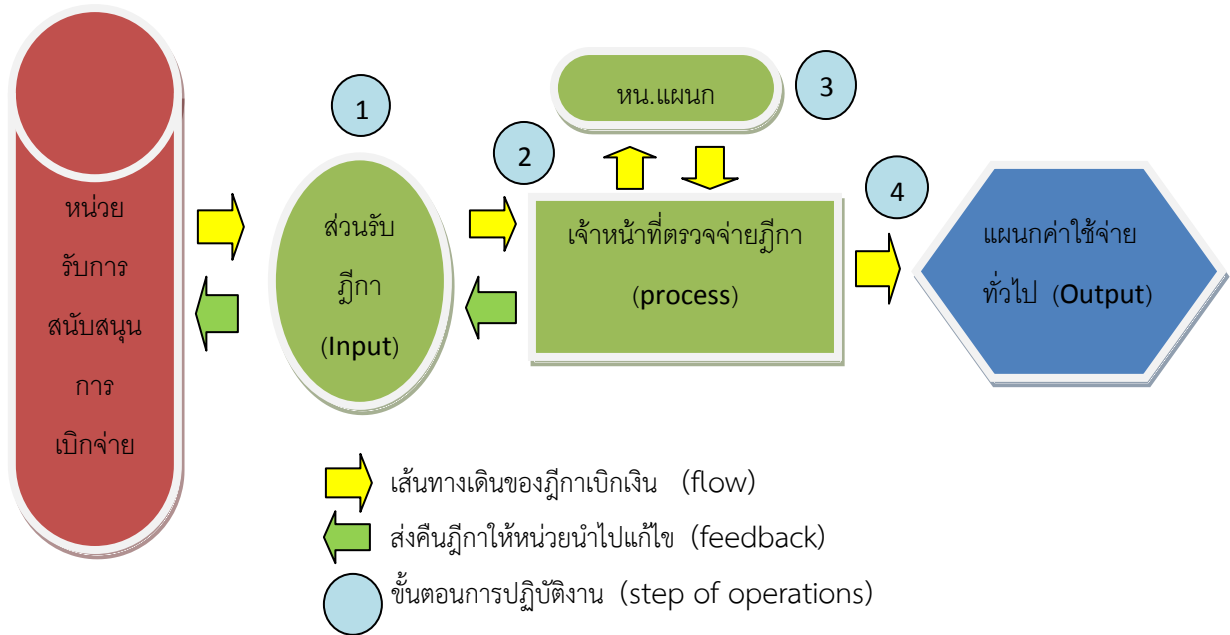 หน่วย
รับการ
สนับสนุน
การ
เบิกจ่าย
1
ส่วนรับ
ฎีกา
(Input)
2
หน.แผนก
3
เจ้าหน้าที่ตรวจจ่ายฎีกา
(process)
4
แผนกค่าใช้จ่าย
ทั่วไป (Output)
เส้นทางเดินของฎีกาเบิกเงิน (flow)
ส่งคืนฎีกาให้หน่วยนำไปแก้ไข (feedback)
ขั้นตอนการปฏิบัติงาน (step of operations)